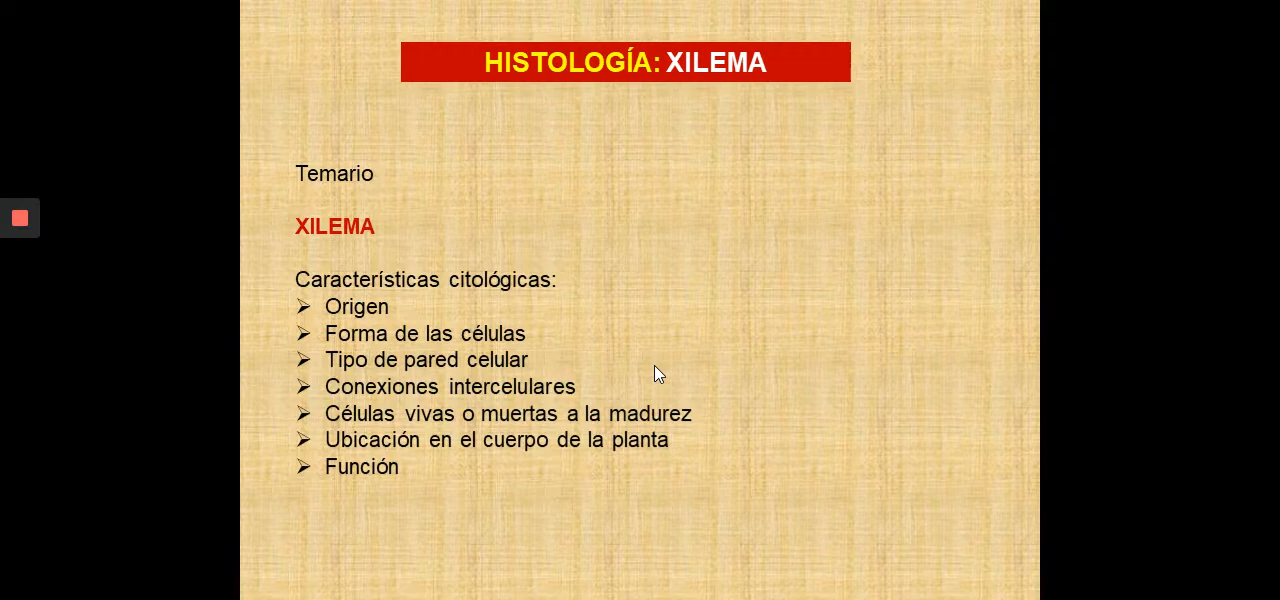 HISTOLOGÍA: XILEMA
Temario
XILEMA
Características citológicas:
Origen
Forma de las células
Tipo de pared celular
Conexiones intercelulares
Células vivas o muertas a la madurez
Ubicación en el cuerpo de la planta
Función